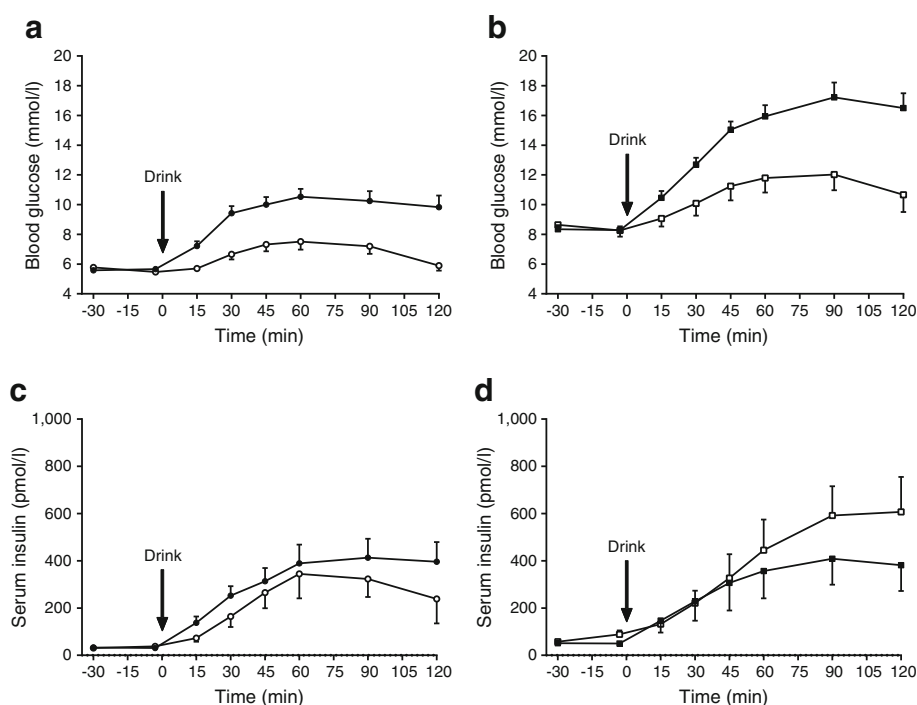 a
Blood glucose (mmol/l)
20
18
16
14
12
10
8
6
4
Drink
-30 -15 0 15 30 45 60 75 90 105 120
Time (min)
b
Blood glucose (mmol/l)
20
18
16
14
12
10
8
6
4
Drink
-30 -15 0 15 30 45 60 75 90 105 120
Time (min)
c
Serum insulin (pmol/l)
1,000
800
600
400
200
0
Drink
-30 -15 0 15 30 45 60 75 90 105 120
Time (min)
d
Serum insulin (pmol/l)
1,000
800
600
400
200
0
Drink
-30 -15 0 15 30 45 60 75 90 105 120
Time (min)